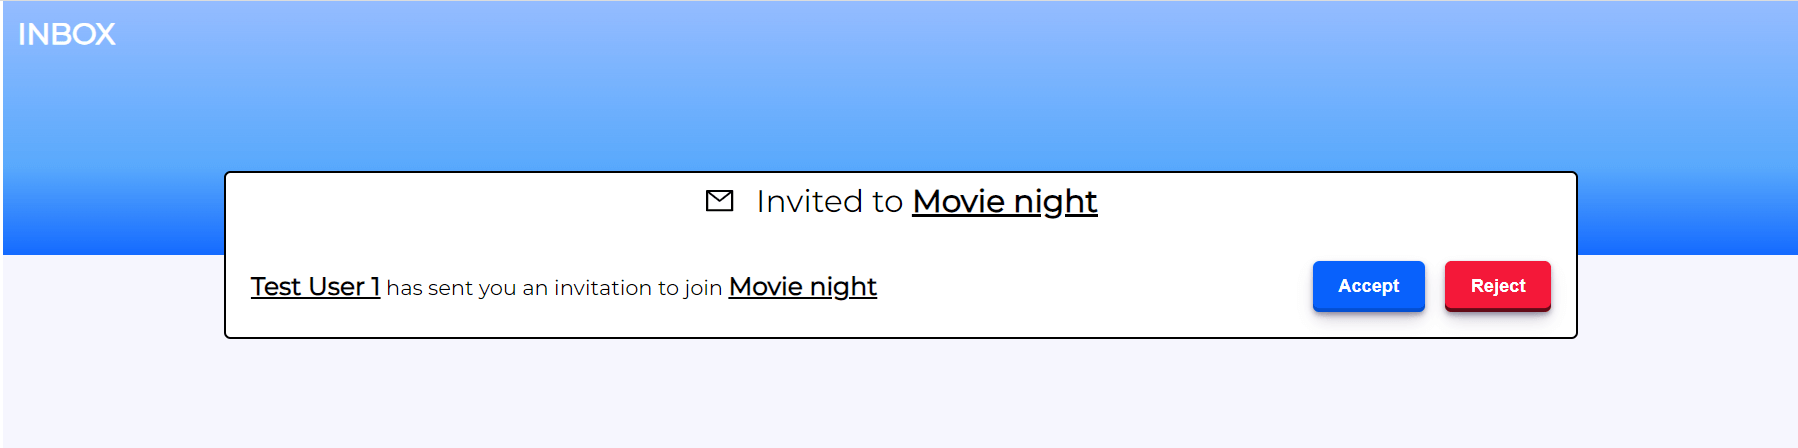 INBOX
Invited to Movie night
Test User 1 has sent you an invitation to join Movie night
Accept
Reject